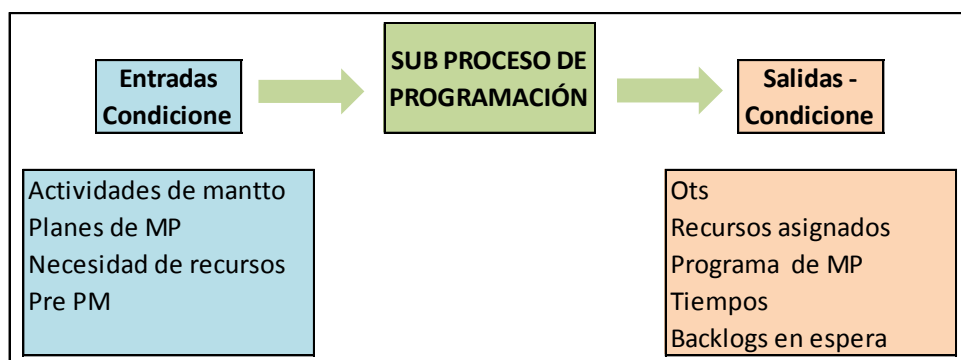 Entradas
Condicione
SUB PROCESO DE
PROGRAMACIÓN
Salidas -
Condicione
Actividades de mantto
Planes de MP
Necesidad de recursos
Pre PM
Ots
Recursos asignados
Programa de MP
Tiempos
Backlogs en espera